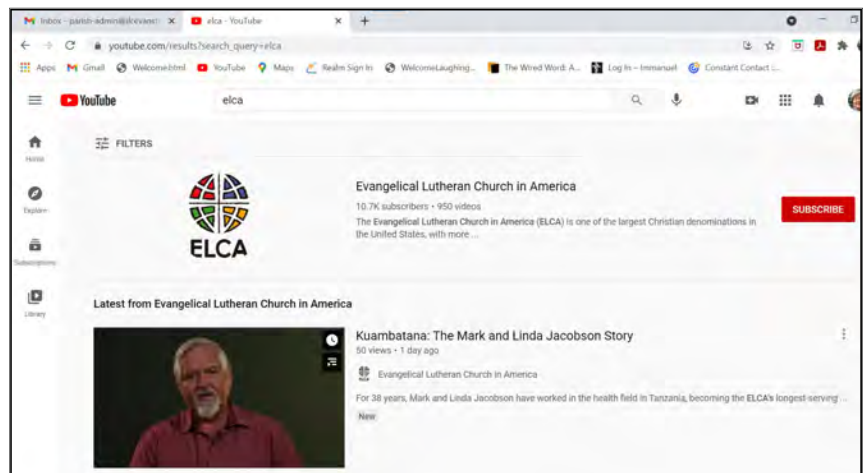 Inbox - parish-admin@ilcevanst
elca - YouTube
youtube.com/results?search_query=elca
Apps
Gmail
Welcome.html
YouTube
Maps
Realm Sign In
WelcomeLaughing...
The Wired Word: A...
Log In – Immanuel
Constant Contact :...
YouTube
elca
FILTERS
Home
Explore
Subscriptions
Library
ELCA
Evangelical Lutheran Church in America
10.7K subscribers • 950 videos
The Evangelical Lutheran Church in America (ELCA) is one of the largest Christian denominations in
the United States, with more ...
SUBSCRIBE
Latest from Evangelical Lutheran Church in America
Kuambatana: The Mark and Linda Jacobson Story
50 views • 1 day ago
Evangelical Lutheran Church in America
For 38 years, Mark and Linda Jacobson have worked in the health field in Tanzania, becoming the ELCA's longest-serving ...
New